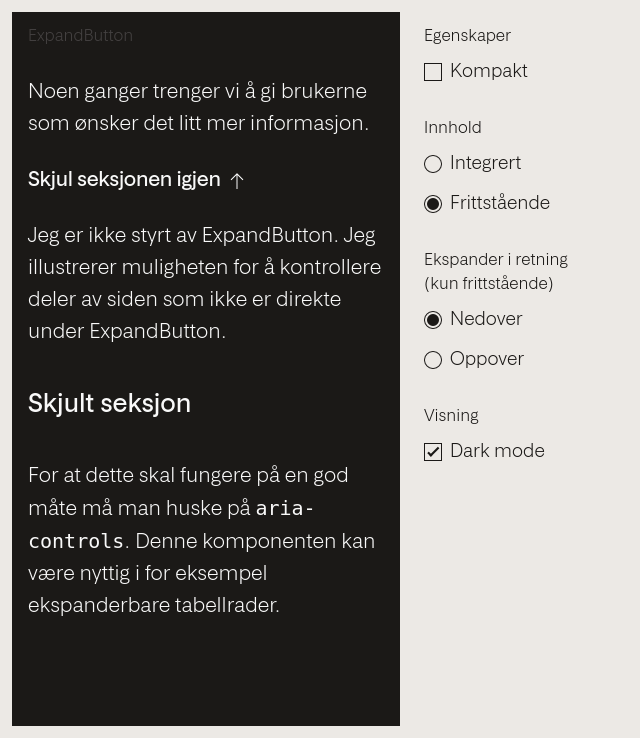 ExpandButton
Noen ganger trenger vi å gi brukerne
som ønsker det litt mer informasjon.
Skjul seksjonen igjen ↑
Jeg er ikke styrt av ExpandButton. Jeg
illustrerer muligheten for å kontrollere
deler av siden som ikke er direkte
under ExpandButton.
Skjult seksjon
For at dette skal fungere på en god
måte må man huske på aria-
controls. Denne komponenten kan
være nyttig i for eksempel
ekspanderbare tabellrader.
Egenskaper
Kompakt
Innhold
Integrert
Frittstående
Ekspander i retning
(kun frittstående)
Nedover
Oppover
Visning
Dark mode